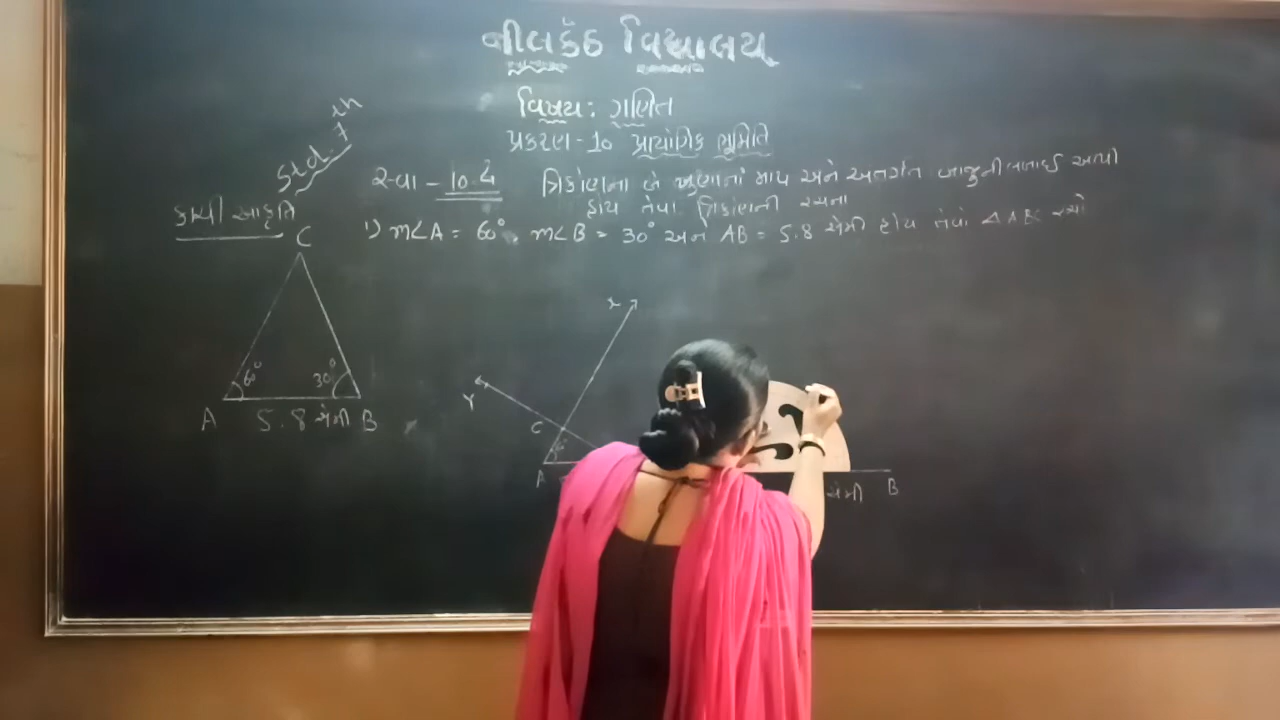 નીલકંઠ વિદ્યાલય
વિષય: ગણિત
પ્રકરણ - 10 પ્રાયોગિક ભૂમિતિ
Std. 7th
સ્વા - 10.4 ત્રિકોણના બે ખુણાનાં માપ અને અંતર્ગત બાજુની લંબાઈ આપી
હોય તેવા ત્રિકોણની રચના
1) m∠A = 60°, m∠B = 30° અને AB = 5.8 સેમી હોય તેવો △ABC રચો
કાચી આકૃતિ
C
60° 30°
A 5.8 સેમી B
X
Y
C
60°
A સેમી B